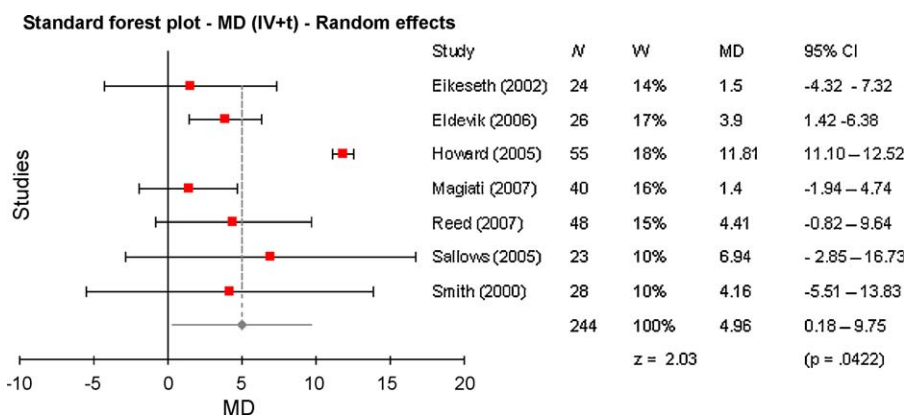 Standard forest plot - MD (IV+t) - Random effects
Study N W MD 95% CI
Eikeseth (2002) 24 14% 1.5 -4.32 - 7.32
Eldevik (2006) 26 17% 3.9 1.42 -6.38
Howard (2005) 55 18% 11.81 11.10 – 12.52
Magiati (2007) 40 16% 1.4 -1.94 – 4.74
Reed (2007) 48 15% 4.41 -0.82 – 9.64
Sallows (2005) 23 10% 6.94 - 2.85 – 16.73
Smith (2000) 28 10% 4.16 -5.51 – 13.83
244 100% 4.96 0.18 – 9.75
z = 2.03 (p = .0422)
Studies
-10 -5 0 5 10 15 20
MD